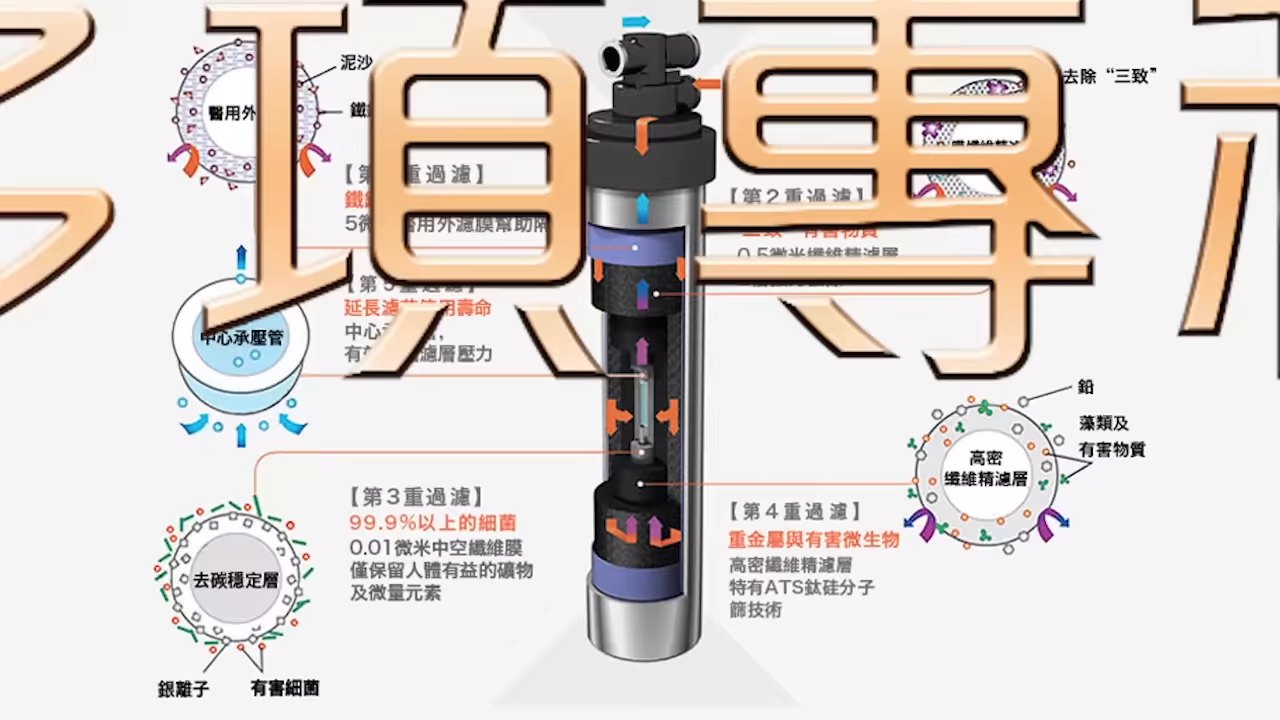 項專
泥沙
醫用外
去除“三致”
【第 重過濾】
5微 醫用外濾膜幫助隔
【第2重過濾】
三致 有害物質
0.5微米纖維精濾層
【第5重過濾】
延長濾芯使用壽命
中心承壓管
中心
有 濾層壓力
鉛
藻類及
有害物質
高密
纤維精濾層
【第3重過濾】
99.9%以上的細菌
0.01微米中空纖維膜
僅保留人體有益的礦物
及微量元素
【第4重過濾】
重金屬與有害微生物
高密纖維精濾層
特有ATS鈦硅分子
篩技術
去碳穩定層
銀離子
有害細菌